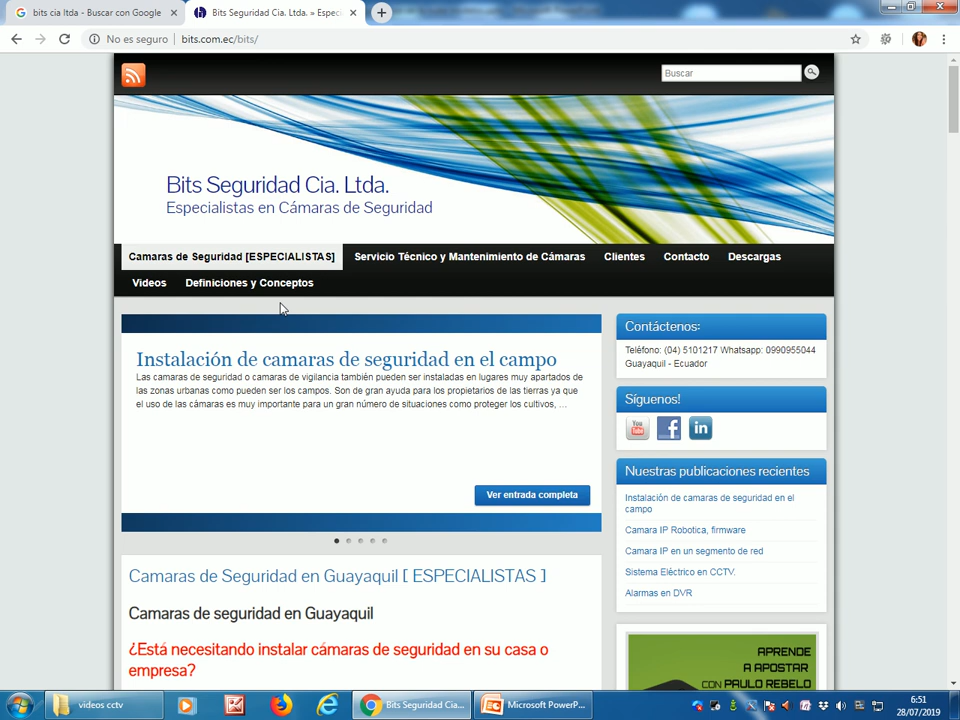 bits cia ltda - Buscar con Google
Bits Seguridad Cia. Ltda. » Espec
No es seguro | bits.com.ec/bits/
Buscar
Bits Seguridad Cia. Ltda.
Especialistas en Cámaras de Seguridad
Camaras de Seguridad [ESPECIALISTAS]
Servicio Técnico y Mantenimiento de Cámaras
Clientes
Contacto
Descargas
Videos
Definiciones y Conceptos
Instalación de camaras de seguridad en el campo
Las camaras de seguridad o camaras de vigilancia también pueden ser instaladas en lugares muy apartados de
las zonas urbanas como pueden ser los campos. Son de gran ayuda para los propietarios de las tierras ya que
el uso de las cámaras es muy importante para un gran número de situaciones como proteger los cultivos, ...
Ver entrada completa
Contáctenos:
Teléfono: (04) 5101217 Whatsapp: 0990955044
Guayaquil - Ecuador
Síguenos!
You
Tube
in
Nuestras publicaciones recientes
Instalación de camaras de seguridad en el
campo
Camara IP Robotica, firmware
Camara IP en un segmento de red
Sistema Eléctrico en CCTV.
Alarmas en DVR
Camaras de Seguridad en Guayaquil [ ESPECIALISTAS ]
Camaras de seguridad en Guayaquil
¿Está necesitando instalar cámaras de seguridad en su casa o
empresa?
APRENDE
A APOSTAR
CON PAULO REBELO
videos cctv
Bits Seguridad Cia...
Microsoft PowerP...
6:51
28/07/2019